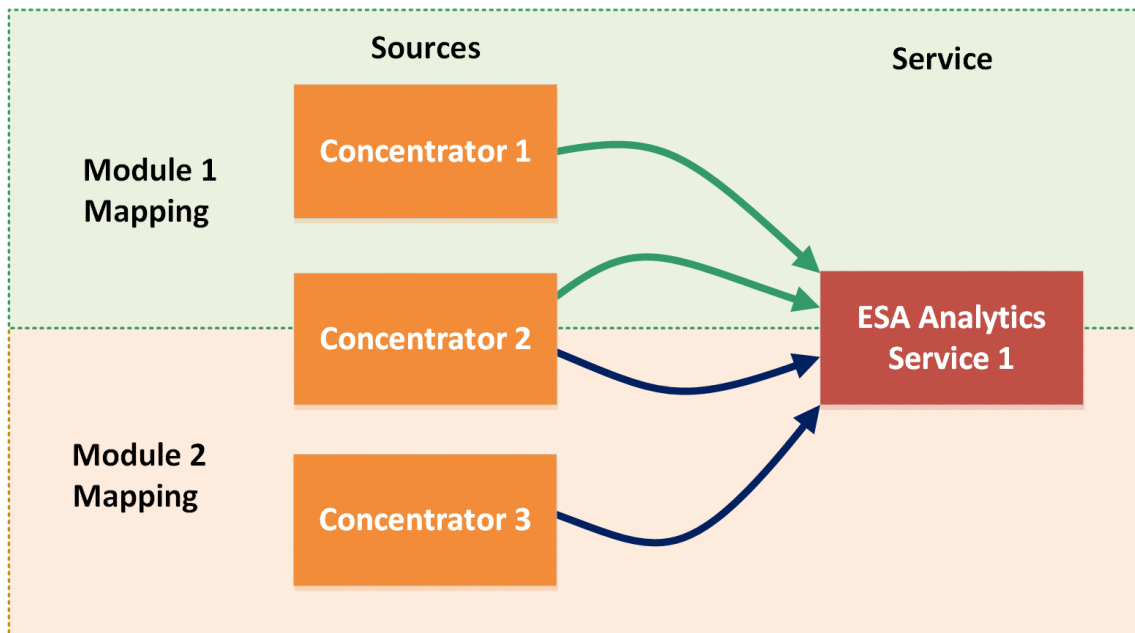 Sources
Service
Concentrator 1
Module 1
Mapping
Concentrator 2
ESA Analytics
Service 1
Module 2
Mapping
Concentrator 3